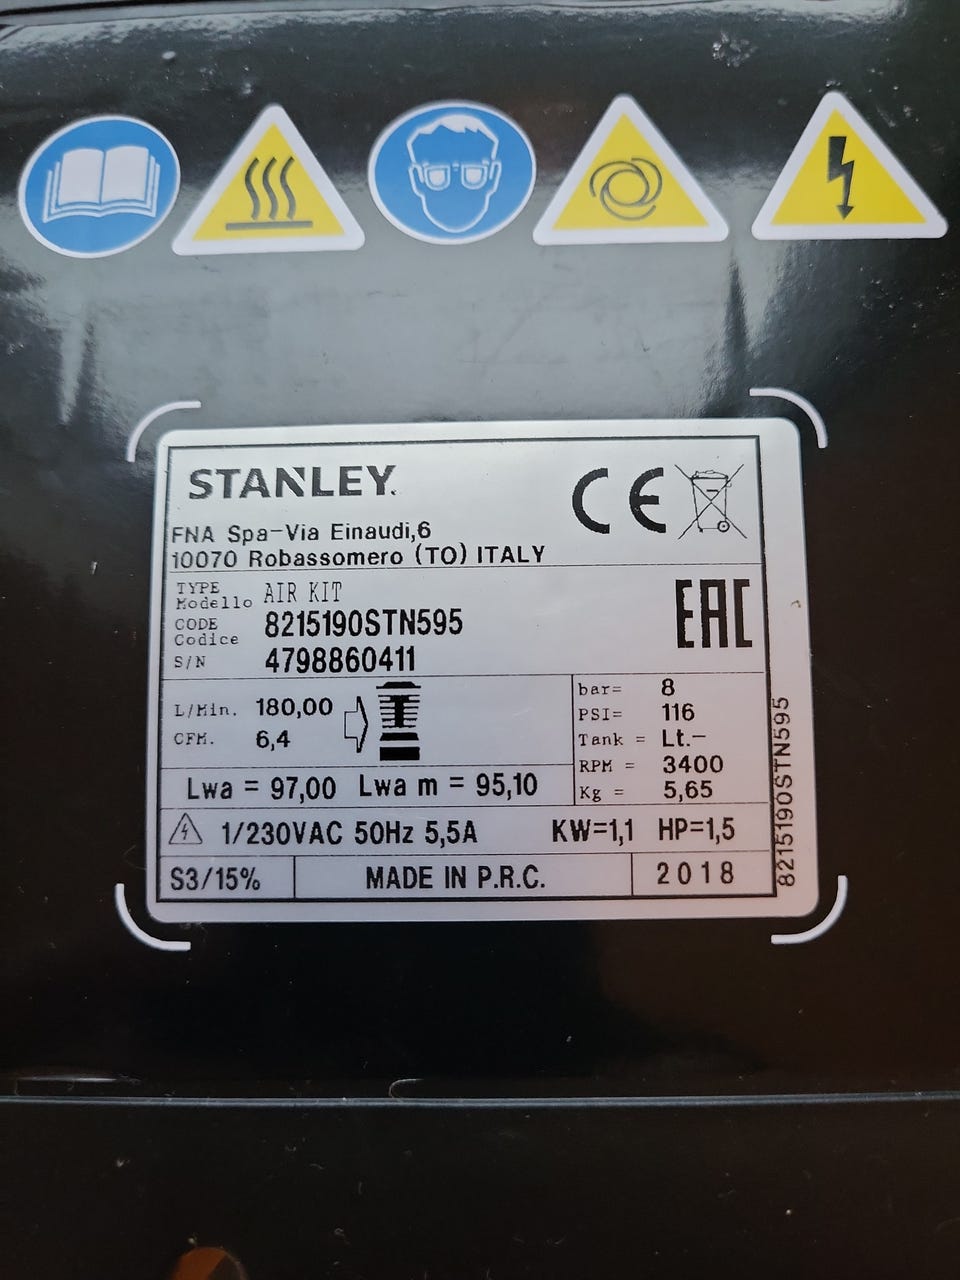 STANLEY.
CE
FNA Spa-Via Einaudi,6
10070 Robassomero (TO) ITALY
TYPE
Modello AIR KIT
CODE
Codice 8215190STN595
S/N 4798860411
EAC
L/Min. 180,00
CFM. 6,4
bar= 8
PSI= 116
Tank = Lt.-
RPM = 3400
Kg = 5,65
Lwa = 97,00 Lwa m = 95,10
1/230VAC 50Hz 5,5A KW=1,1 HP=1,5
S3/15% MADE IN P.R.C. 2018
8215190STN595